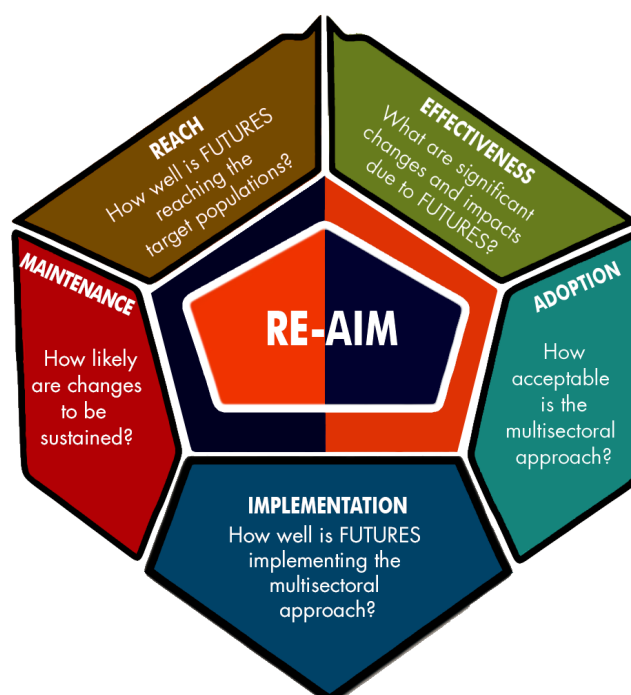 REACH
How well is FUTURES
reaching the
target populations?
EFFECTIVENESS
What are significant
changes and impacts
due to FUTURES?
MAINTENANCE
How likely
are changes
to be
sustained?
RE-AIM
ADOPTION
How
acceptable
is the
multisectoral
approach?
IMPLEMENTATION
How well is FUTURES
implementing the
multisectoral
approach?